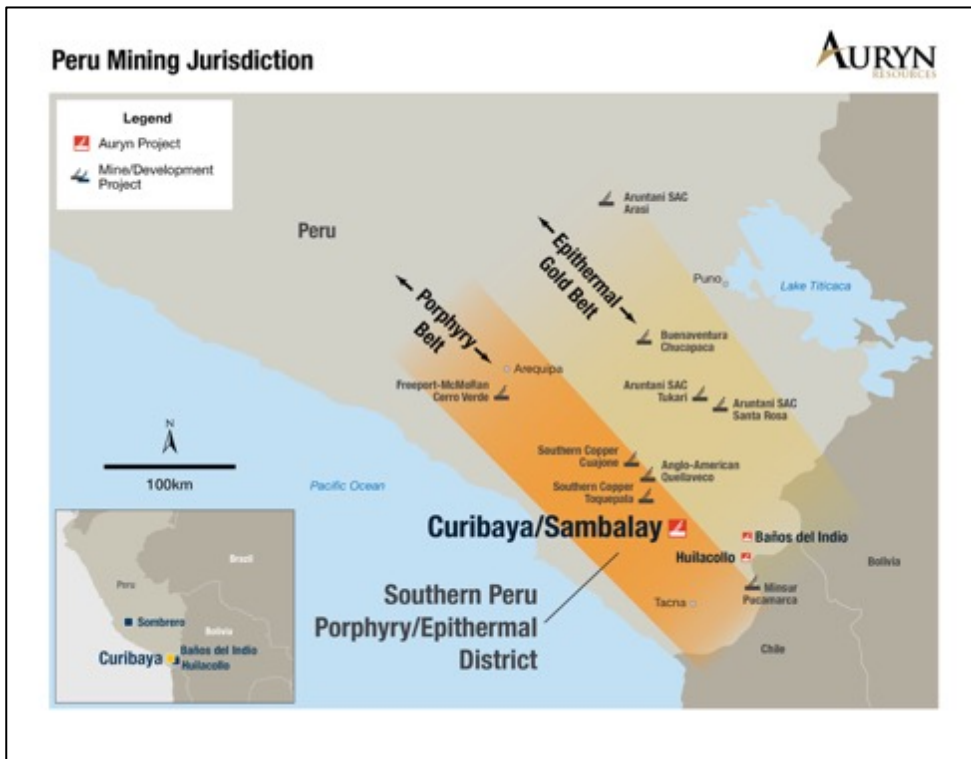 Peru Mining Jurisdiction
AURYN
RESOURCES
Legend
Auryn Project
Mine/Development
Project
Peru
Aruntani SAC
Arasi
Epithermal
Gold Belt
Puno
Lake Titicaca
Porphyry
Belt
Buenaventura
Chucapaca
Arequipa
Freeport-McMoRan
Cerro Verde
Aruntani SAC
Tukari
Aruntani SAC
Santa Rosa
N
100km
Pacific Ocean
Southern Copper
Cuajone
Anglo-American
Quellaveco
Southern Copper
Toquepala
Curibaya/Sambalay
Baños del Indio
Huilacollo
Bolivia
Minsur
Pucamarca
Southern Peru
Porphyry/Epithermal
District
Tacna
Chile
Brazil
Peru
Sombrero
Bolivia
Curibaya
Baños del Indio
Huilacollo